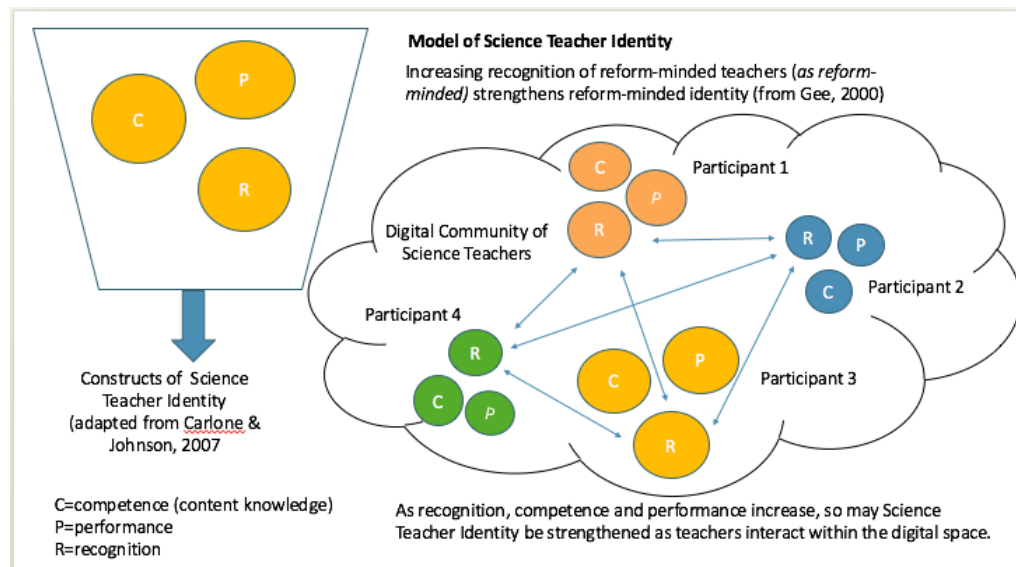 C
P
R
Model of Science Teacher Identity
Increasing recognition of reform-minded teachers (as reform-
minded) strengthens reform-minded identity (from Gee, 2000)
Digital Community of
Science Teachers
C
P
R
Participant 1
R
P
C
Participant 2
Participant 4
R
C
P
C
P
R
Participant 3
Constructs of Science
Teacher Identity
(adapted from Carlone &
Johnson, 2007
C=competence (content knowledge)
P=performance
R=recognition
As recognition, competence and performance increase, so may Science
Teacher Identity be strengthened as teachers interact within the digital space.